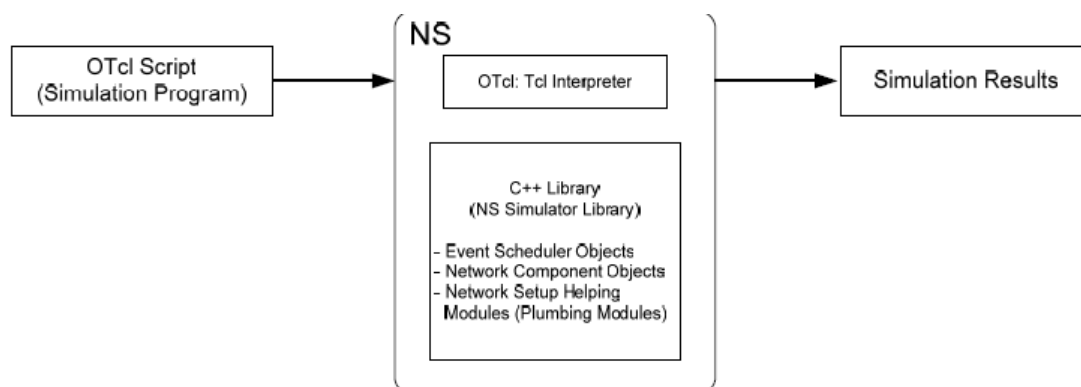 OTcl Script
(Simulation Program)
NS
OTcl: Tcl Interpreter
C++ Library
(NS Simulator Library)
- Event Scheduler Objects
- Network Component Objects
- Network Setup Helping
Modules (Plumbing Modules)
Simulation Results